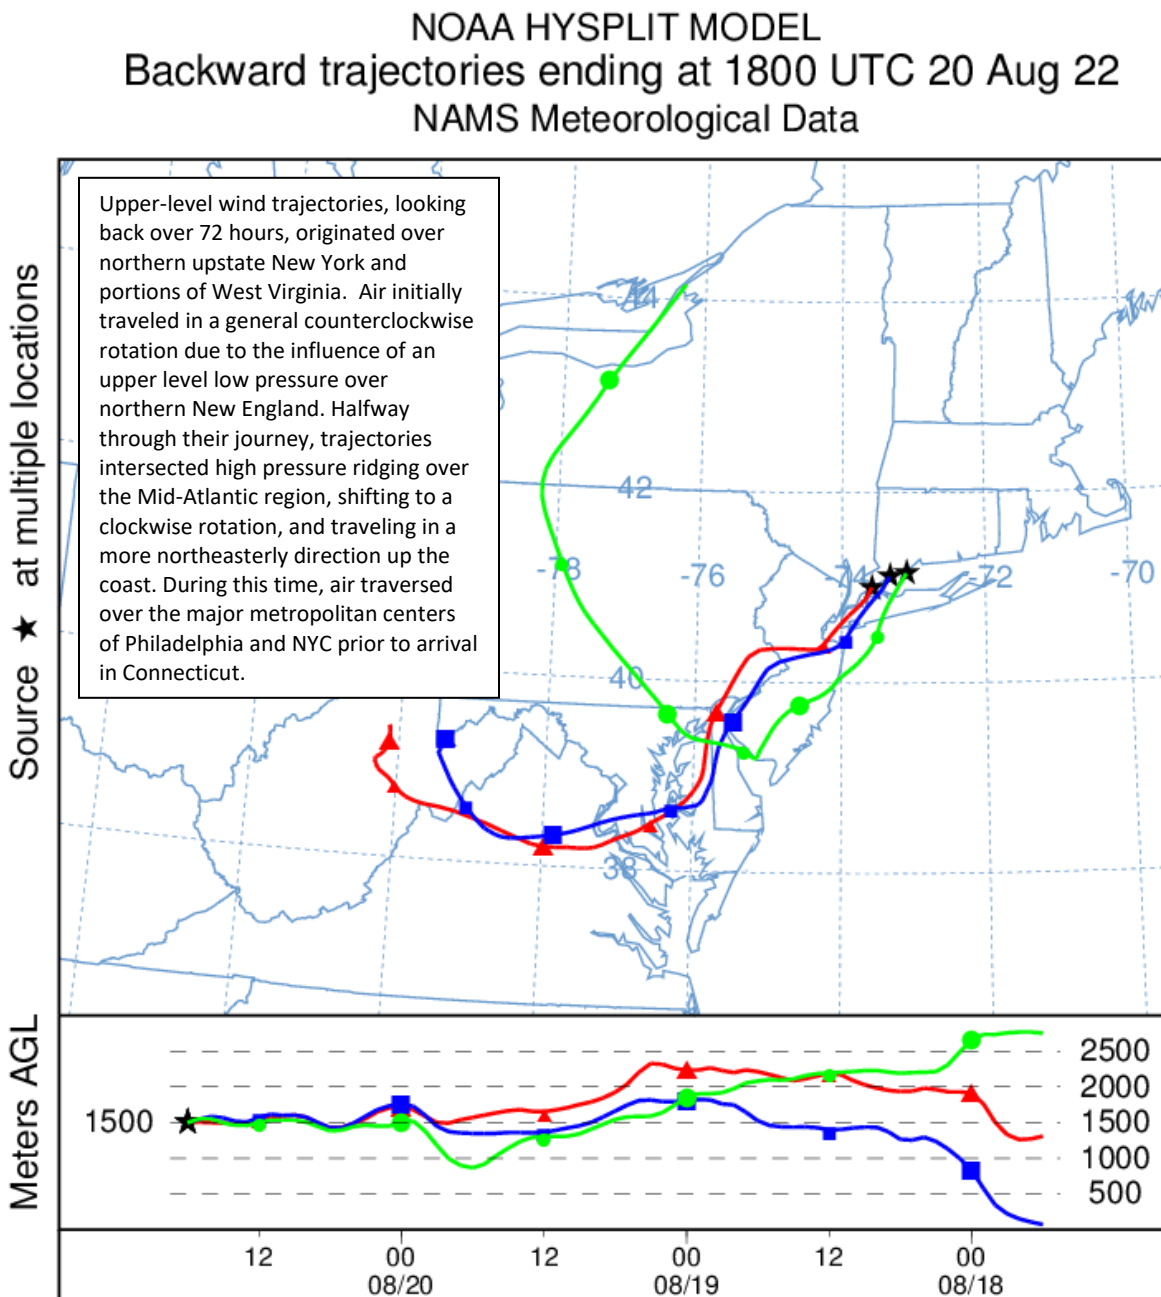 NOAA HYSPLIT MODEL
Backward trajectories ending at 1800 UTC 20 Aug 22
NAMS Meteorological Data
Source ★ at multiple locations
Upper-level wind trajectories, looking
back over 72 hours, originated over
northern upstate New York and
portions of West Virginia.  Air initially
traveled in a general counterclockwise
rotation due to the influence of an
upper level low pressure over
northern New England. Halfway
through their journey, trajectories
intersected high pressure ridging over
the Mid-Atlantic region, shifting to a
clockwise rotation, and traveling in a
more northeasterly direction up the
coast. During this time, air traversed
over the major metropolitan centers
of Philadelphia and NYC prior to arrival
in Connecticut.
44
42
-78 -76 -74 -72 -70
40
38
Meters AGL
1500
2500
2000
1500
1000
500
12 00 12 00 12 00
08/20 08/19 08/18